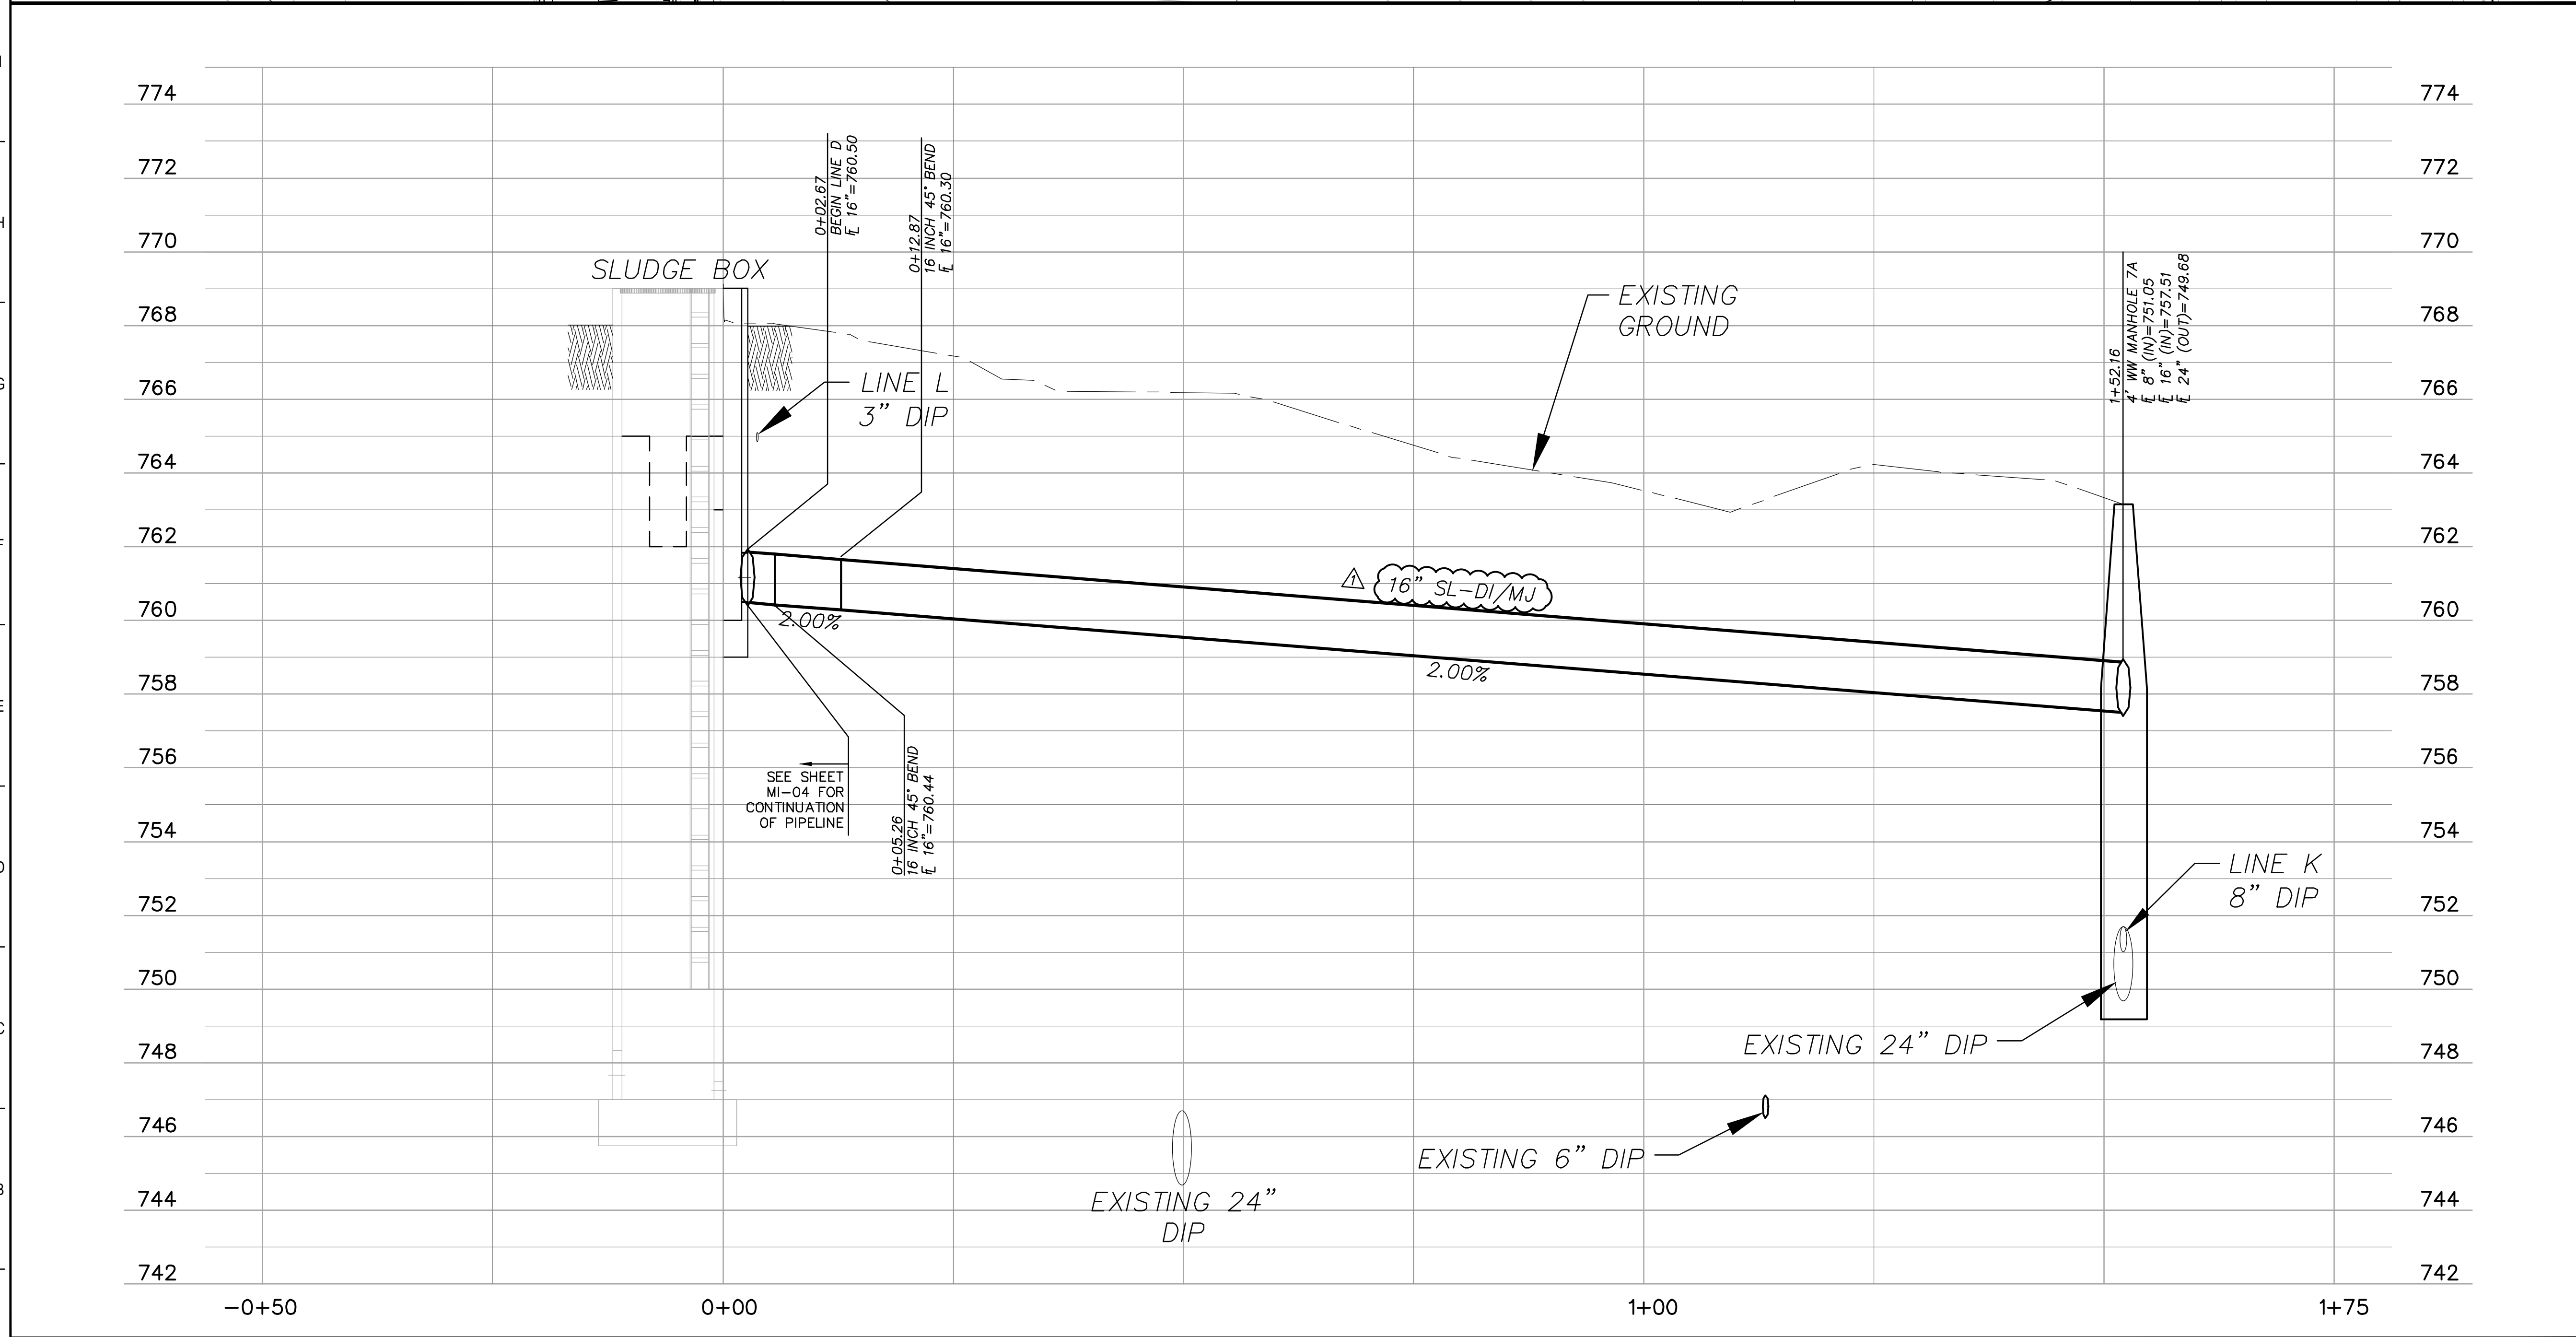 774
774
772
772
770
770
768
768
766
766
764
764
762
762
760
760
758
758
756
756
754
754
752
752
750
750
748
748
746
746
744
744
742
742
-0+50
0+00
1+00
1+75
SLUDGE BOX
0+02.67
BEGIN LINE D
℄ 16"=760.50
0+12.87
16 INCH 45° BEND
℄ 16"=760.30
LINE L
3" DIP
EXISTING
GROUND
1+52.16
4' WW MANHOLE 7A
℄ 8" (IN)=751.05
℄ 16" (IN)=757.51
℄ 24" (OUT)=749.68
1
16" SL-DI/MJ
2.00%
2.00%
SEE SHEET
MI-04 FOR
CONTINUATION
OF PIPELINE
0+05.26
16 INCH 45° BEND
℄ 16"=760.44
LINE K
8" DIP
EXISTING 24" DIP
EXISTING 6" DIP
EXISTING 24"
DIP